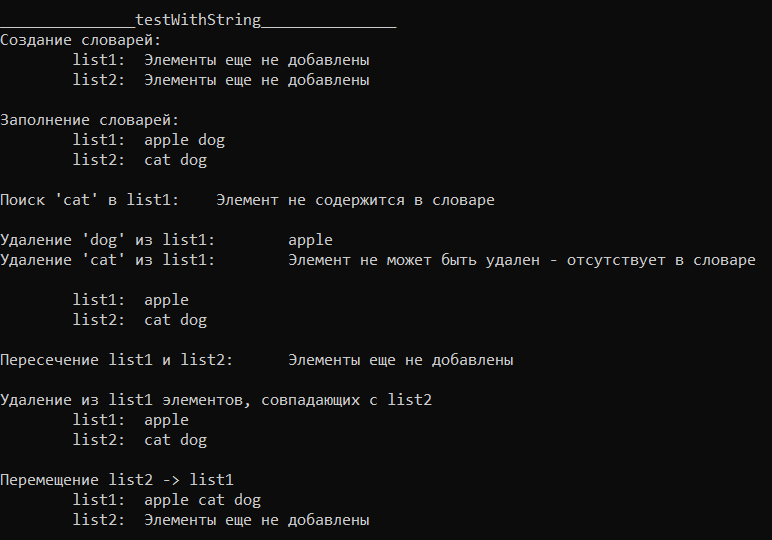 _______________testWithString_______________
Создание словарей:
list1: Элементы еще не добавлены
list2: Элементы еще не добавлены
Заполнение словарей:
list1: apple dog
list2: cat dog
Поиск 'cat' в list1: Элемент не содержится в словаре
Удаление 'dog' из list1: apple
Удаление 'cat' из list1: Элемент не может быть удален - отсутствует в словаре
list1: apple
list2: cat dog
Пересечение list1 и list2: Элементы еще не добавлены
Удаление из list1 элементов, совпадающих с list2
list1: apple
list2: cat dog
Перемещение list2 -> list1
list1: apple cat dog
list2: Элементы еще не добавлены